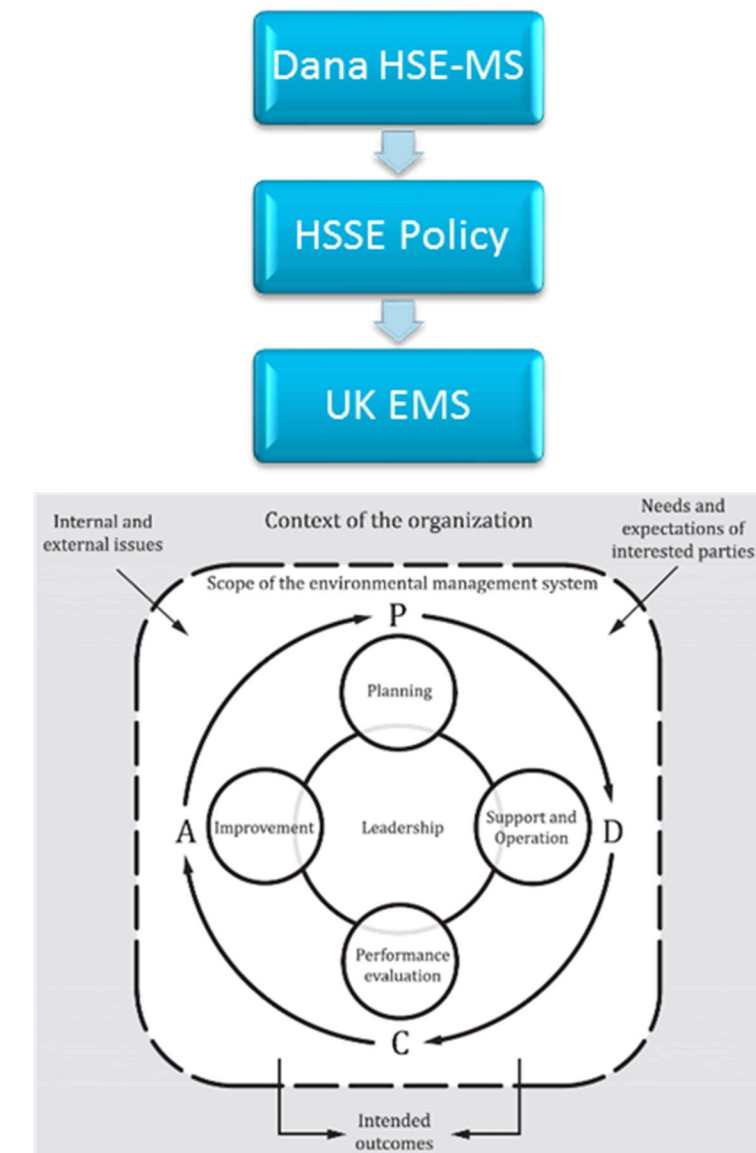 Dana HSE-MS
HSSE Policy
UK EMS
Internal and
external issues
Context of the organization
Needs and
expectations of
interested parties
Scope of the environmental management system
P
Planning
A
Improvement
Leadership
Support and
Operation
D
Performance
evaluation
C
Intended
outcomes